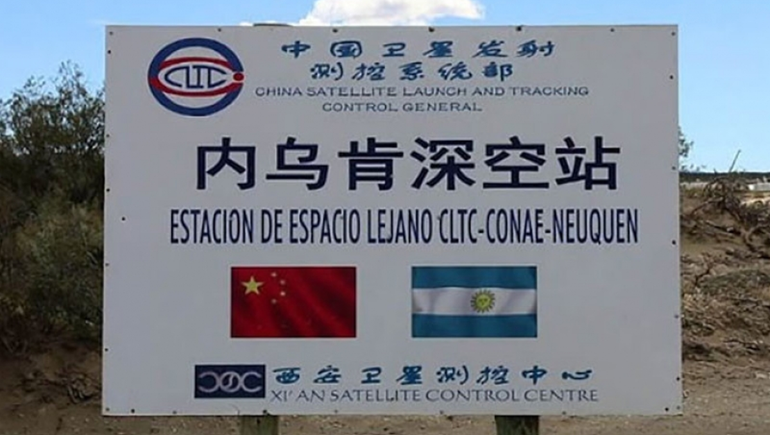 CLTC
中国卫星发射
测控系统部
CHINA SATELLITE LAUNCH AND TRACKING
CONTROL GENERAL
内乌肯深空站
ESTACION DE ESPACIO LEJANO CLTC-CONAE-NEUQUEN
西安卫星测控中心
XI'AN SATELLITE CONTROL CENTRE